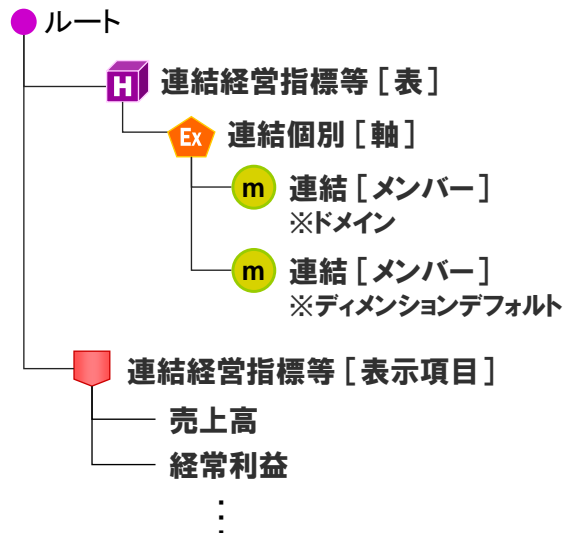 ルート
H 連結経営指標等［表］
Ex 連結個別［軸］
m 連結［メンバー］
※ドメイン
m 連結［メンバー］
※ディメンションデフォルト
連結経営指標等［表示項目］
売上高
経常利益
⋮